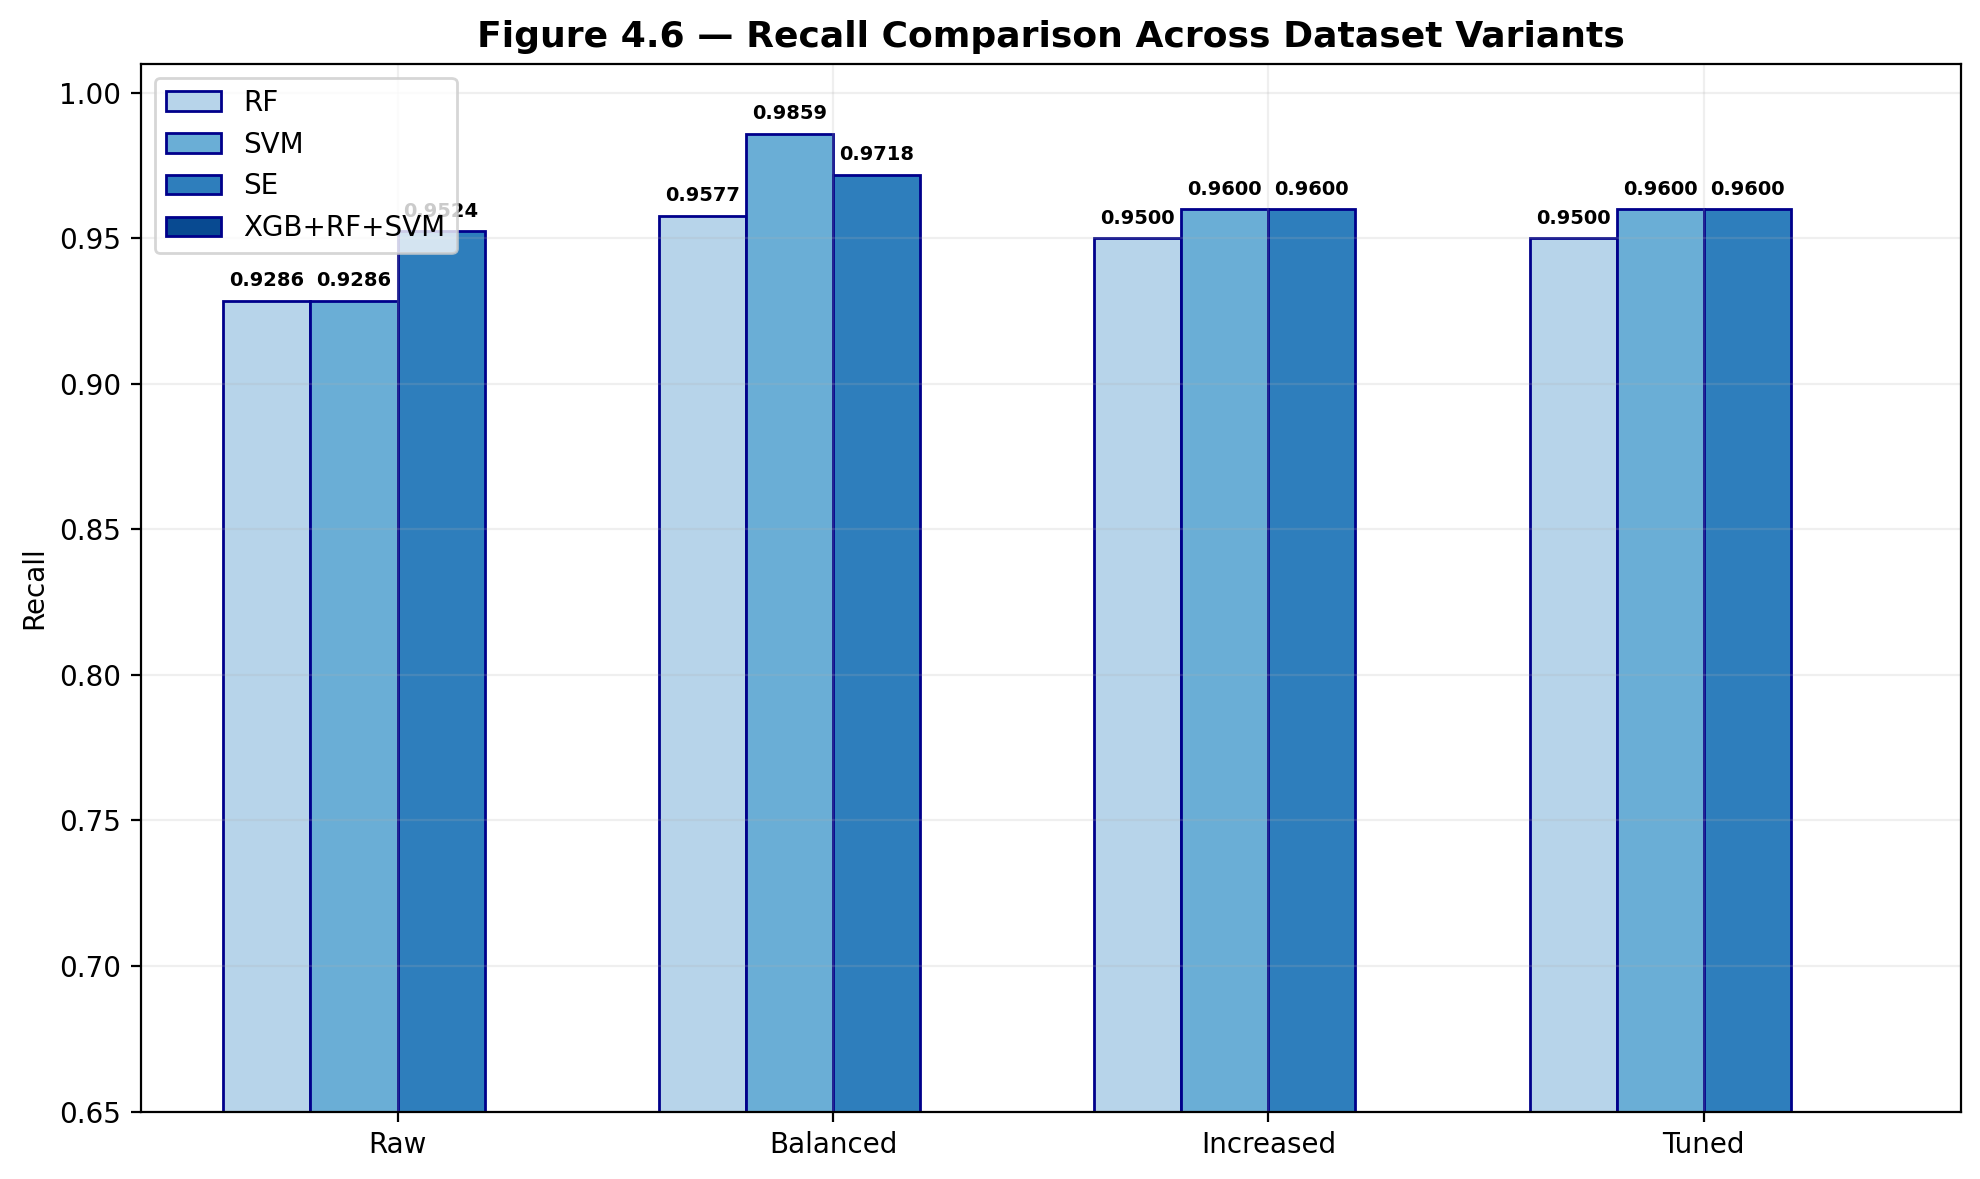 Figure 4.6 — Recall Comparison Across Dataset Variants
RF
SVM
SE
XGB+RF+SVM
1.00
0.95
0.90
0.85
0.80
0.75
0.70
0.65
Recall
0.9286 0.9286 0.9524
0.9577 0.9859 0.9718
0.9500 0.9600 0.9600
0.9500 0.9600 0.9600
Raw Balanced Increased Tuned